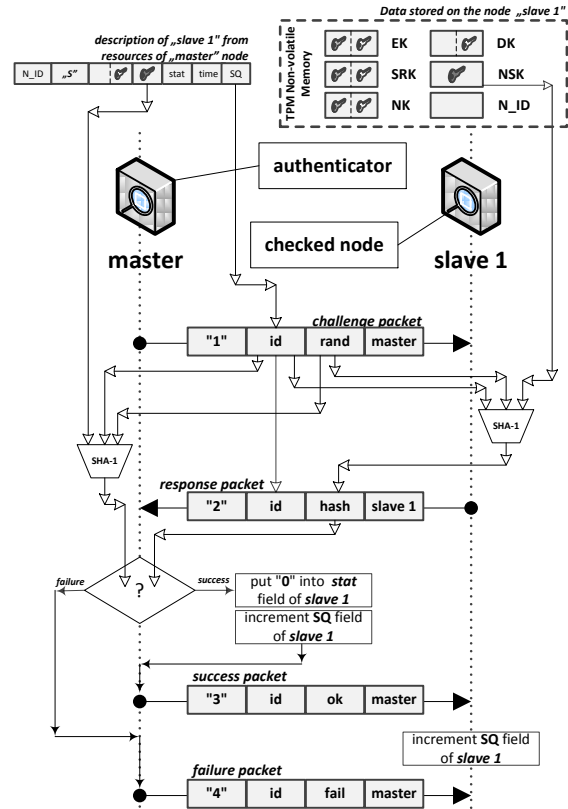 Data stored on the node „slave 1"
description of „slave 1" from
resources of „master" node
N_ID „S" stat time SQ
TPM Non-volatile
Memory
EK DK
SRK NSK
NK N_ID
authenticator
checked node
master slave 1
challenge packet
"1" id rand master
SHA-1
SHA-1
response packet
"2" id hash slave 1
failure ? success
put "0" into stat
field of slave 1
increment SQ field
of slave 1
success packet
"3" id ok master
increment SQ field
of slave 1
failure packet
"4" id fail master